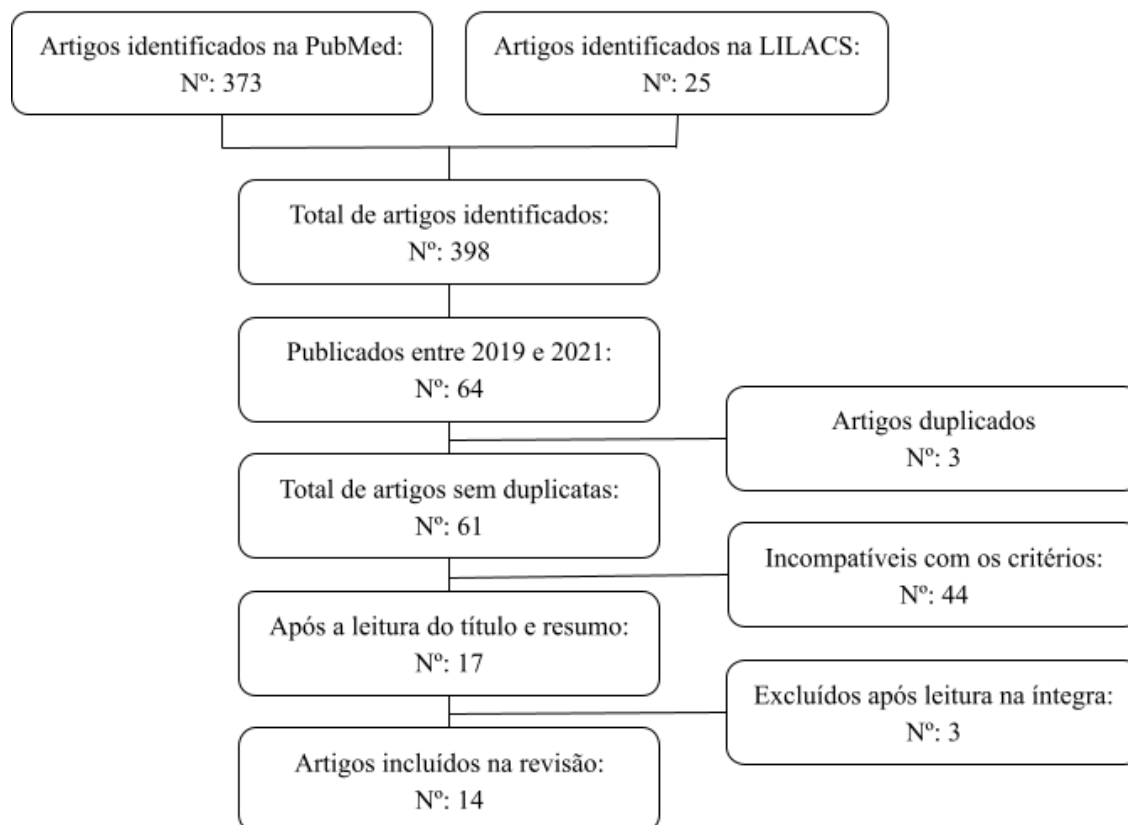 Artigos identificados na PubMed:
Nº: 373
Artigos identificados na LILACS:
Nº: 25
Total de artigos identificados:
Nº: 398
Publicados entre 2019 e 2021:
Nº: 64
Artigos duplicados
Nº: 3
Total de artigos sem duplicatas:
Nº: 61
Incompatíveis com os critérios:
Nº: 44
Após a leitura do título e resumo:
Nº: 17
Excluídos após leitura na íntegra:
Nº: 3
Artigos incluídos na revisão:
Nº: 14